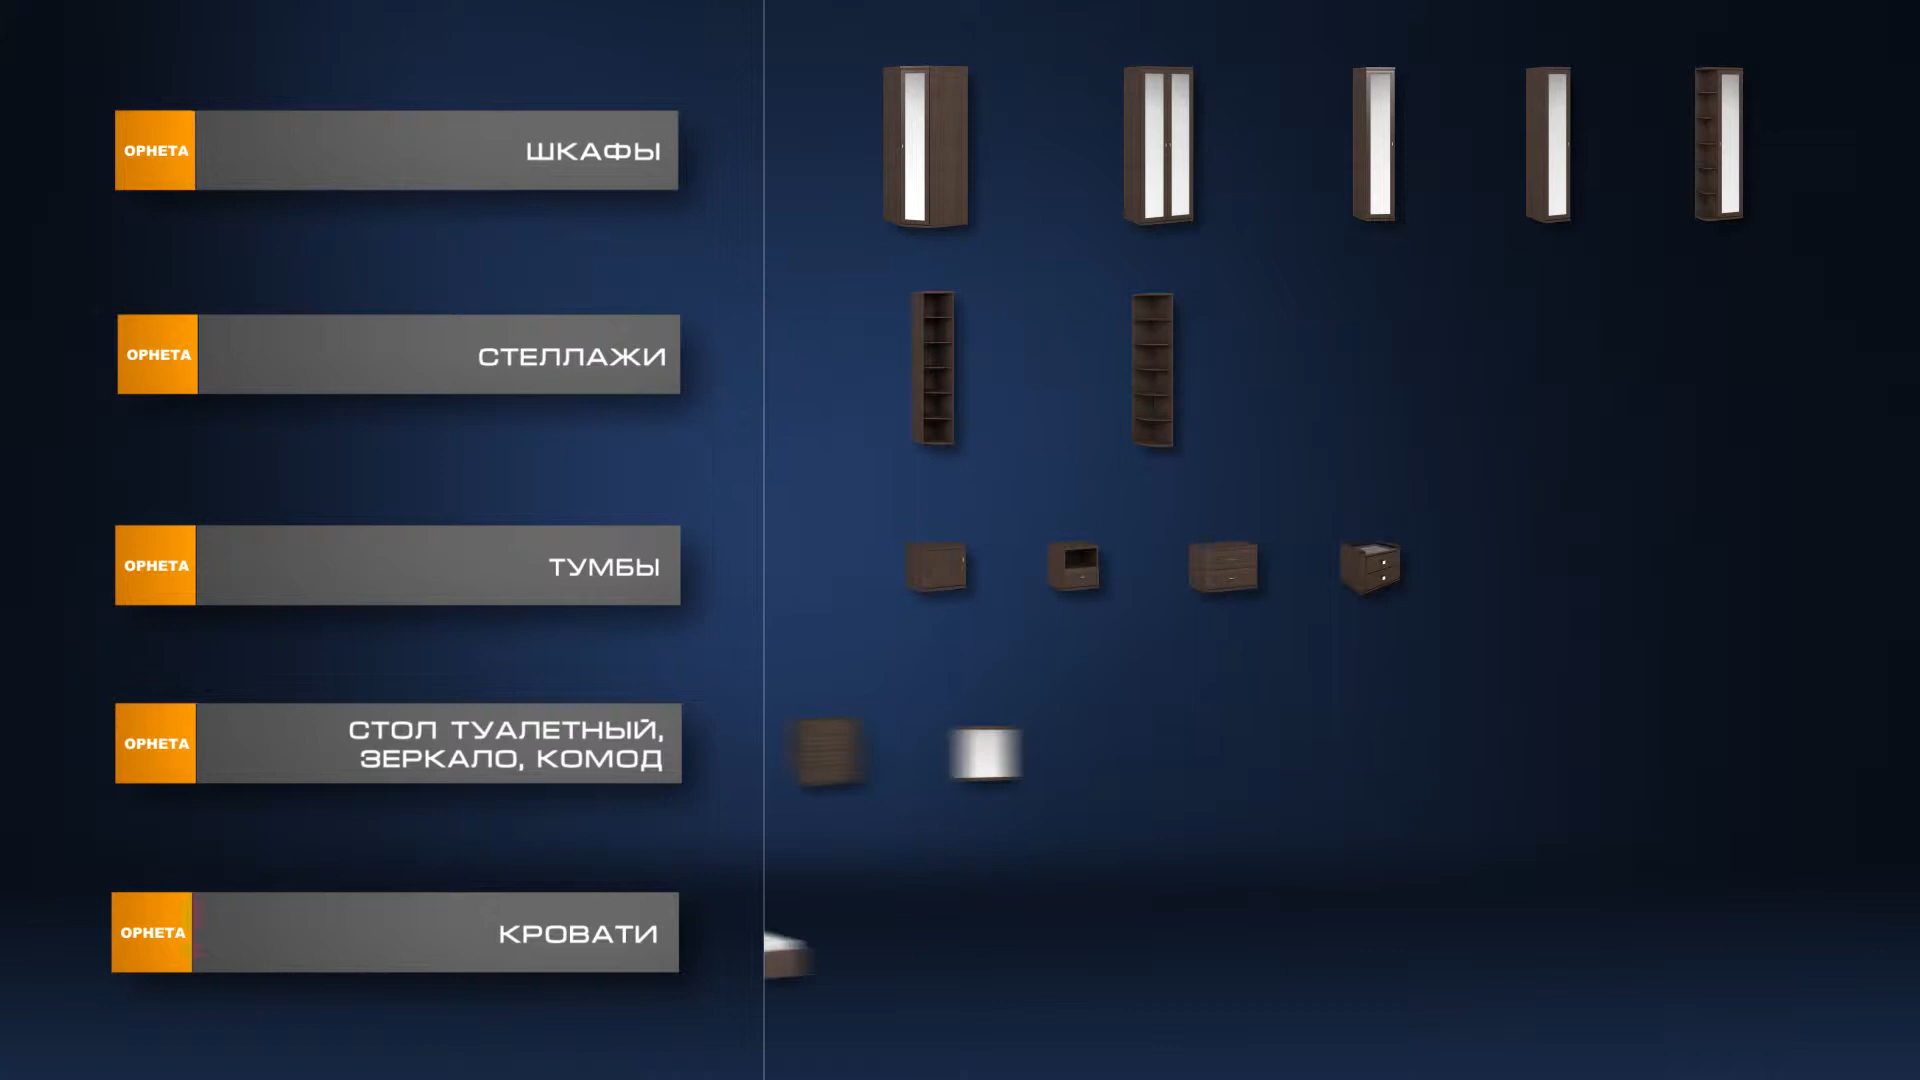 ОРНЕТА
ШКАФЫ
ОРНЕТА
СТЕЛЛАЖИ
ОРНЕТА
ТУМБЫ
ОРНЕТА
СТОЛ ТУАЛЕТНЫЙ,
ЗЕРКАЛО, КОМОД
ОРНЕТА
КРОВАТИ